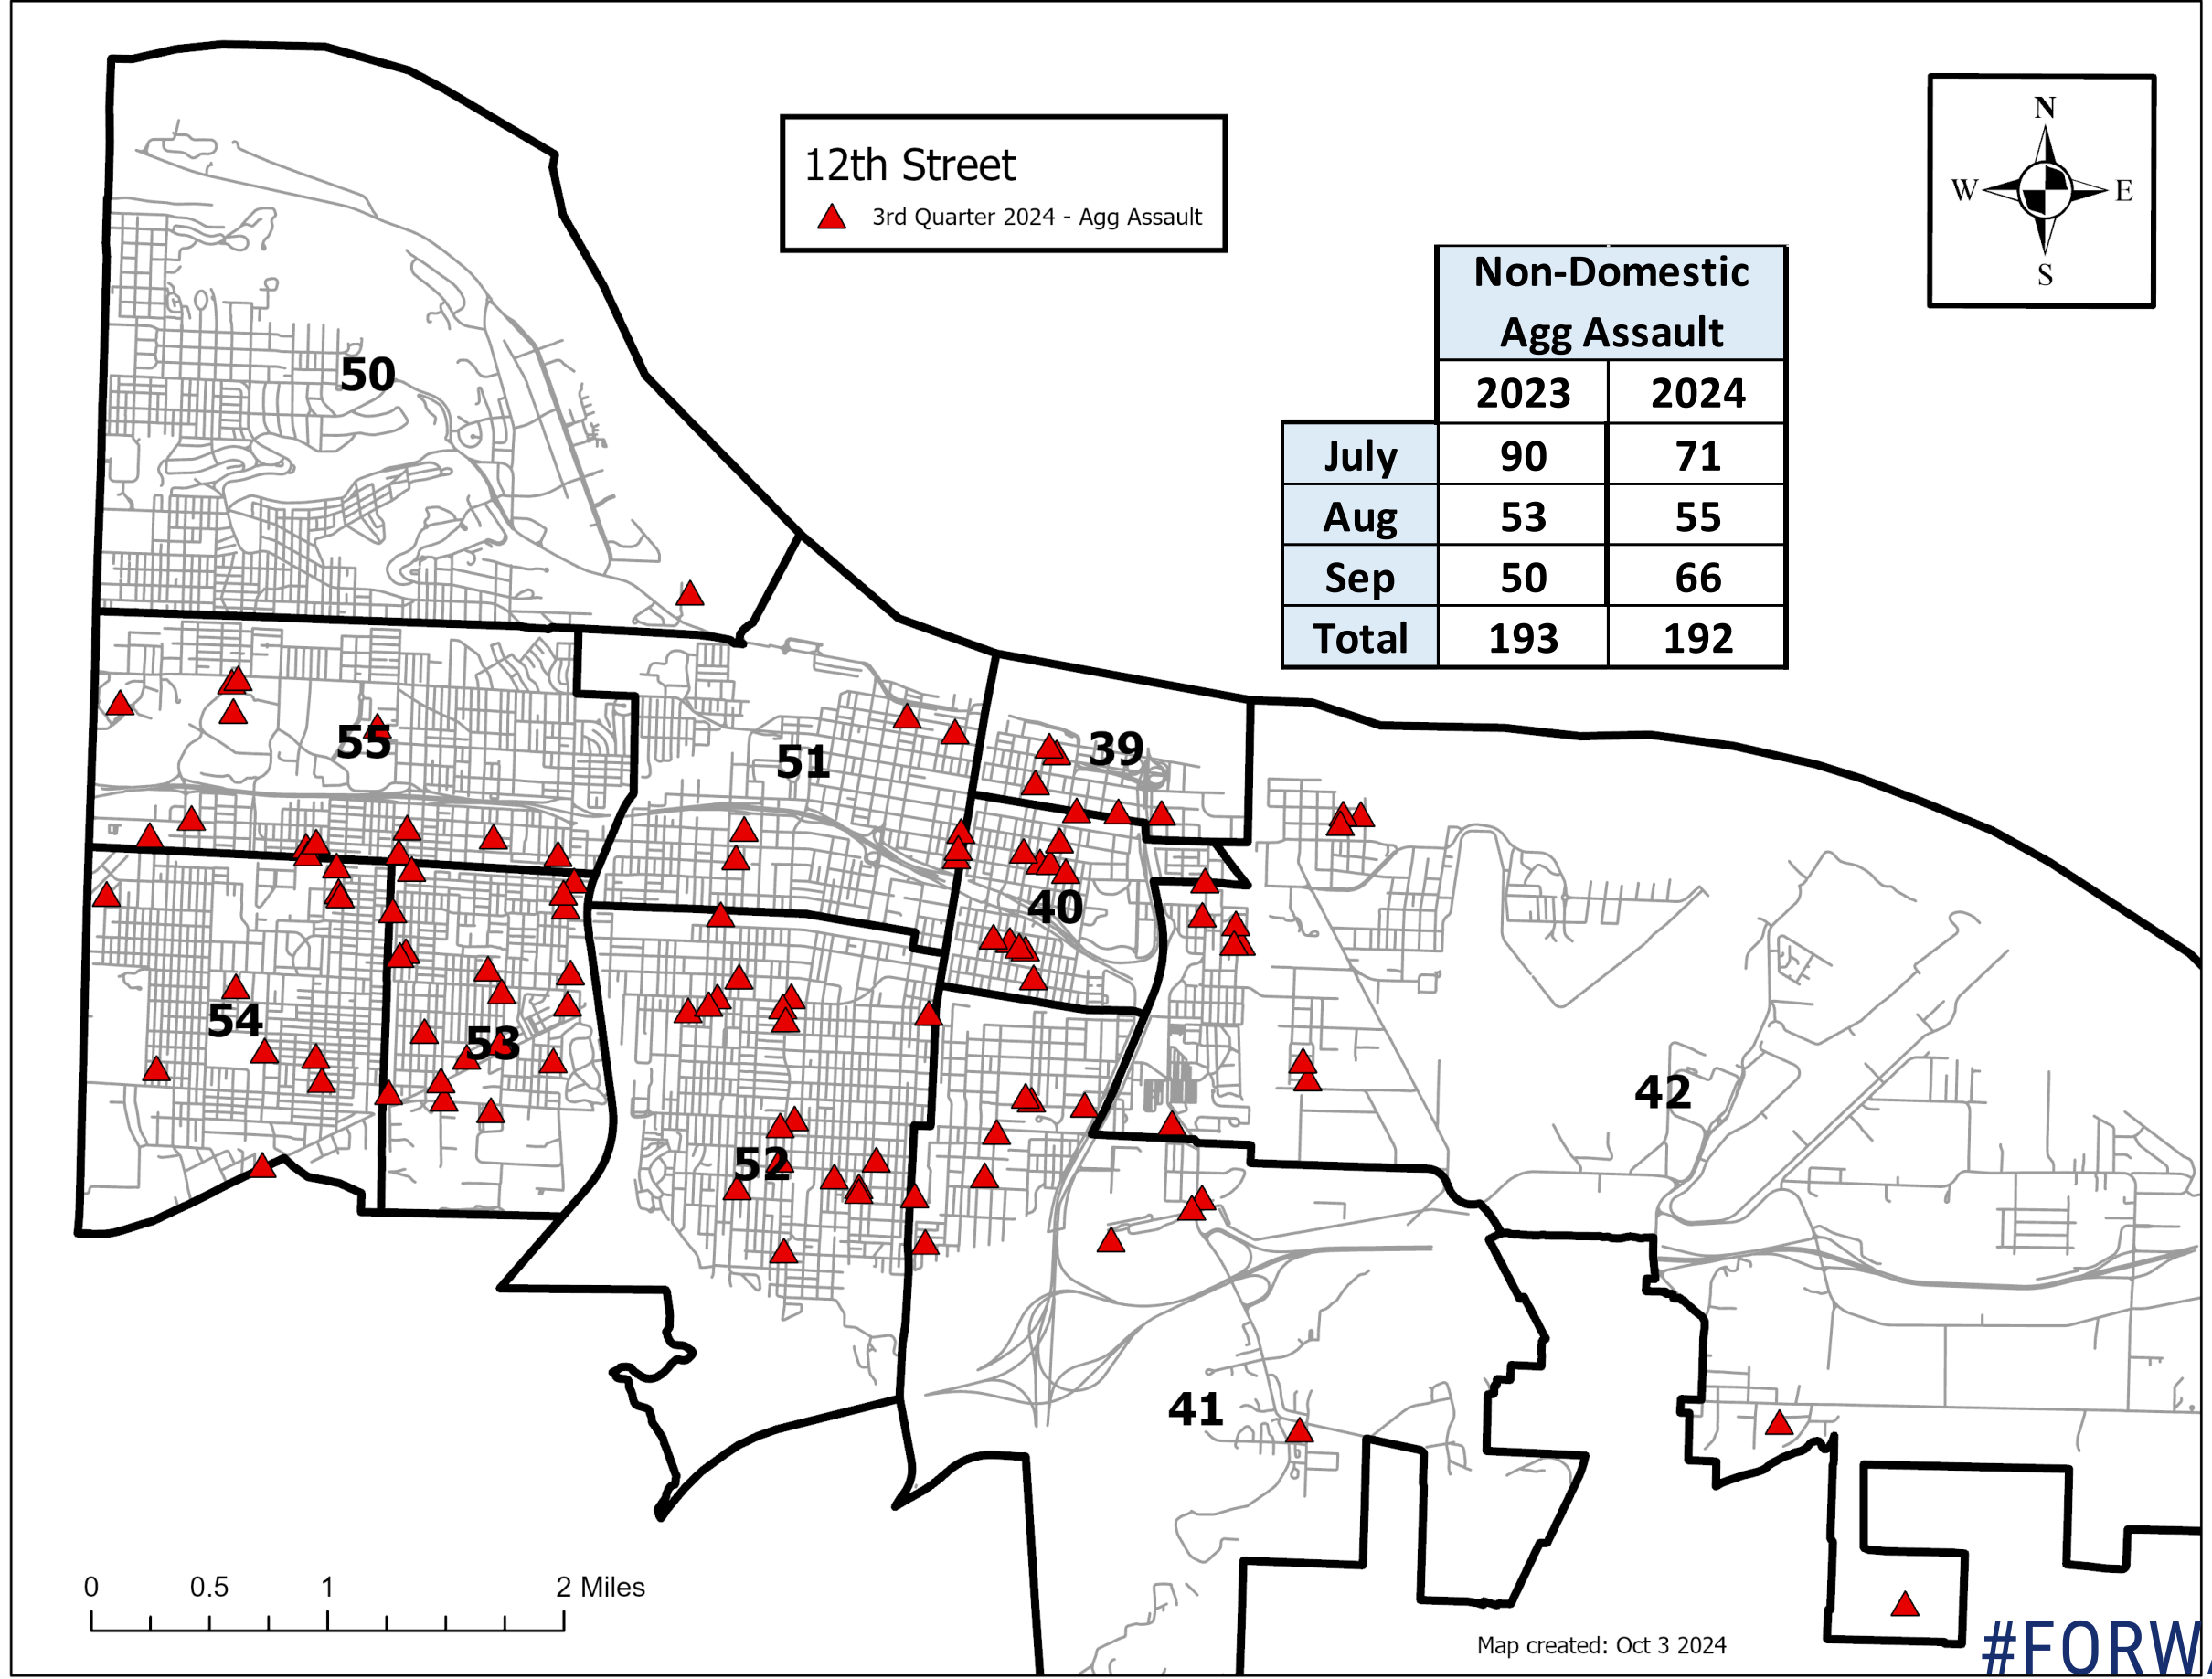 N
W E
S
12th Street
3rd Quarter 2024 - Agg Assault
Non-Domestic
Agg Assault
2023 2024
July 90 71
Aug 53 55
Sep 50 66
Total 193 192
50
55
51
39
40
54
53
52
42
41
0 0.5 1 2 Miles
Map created: Oct 3 2024
#FORW